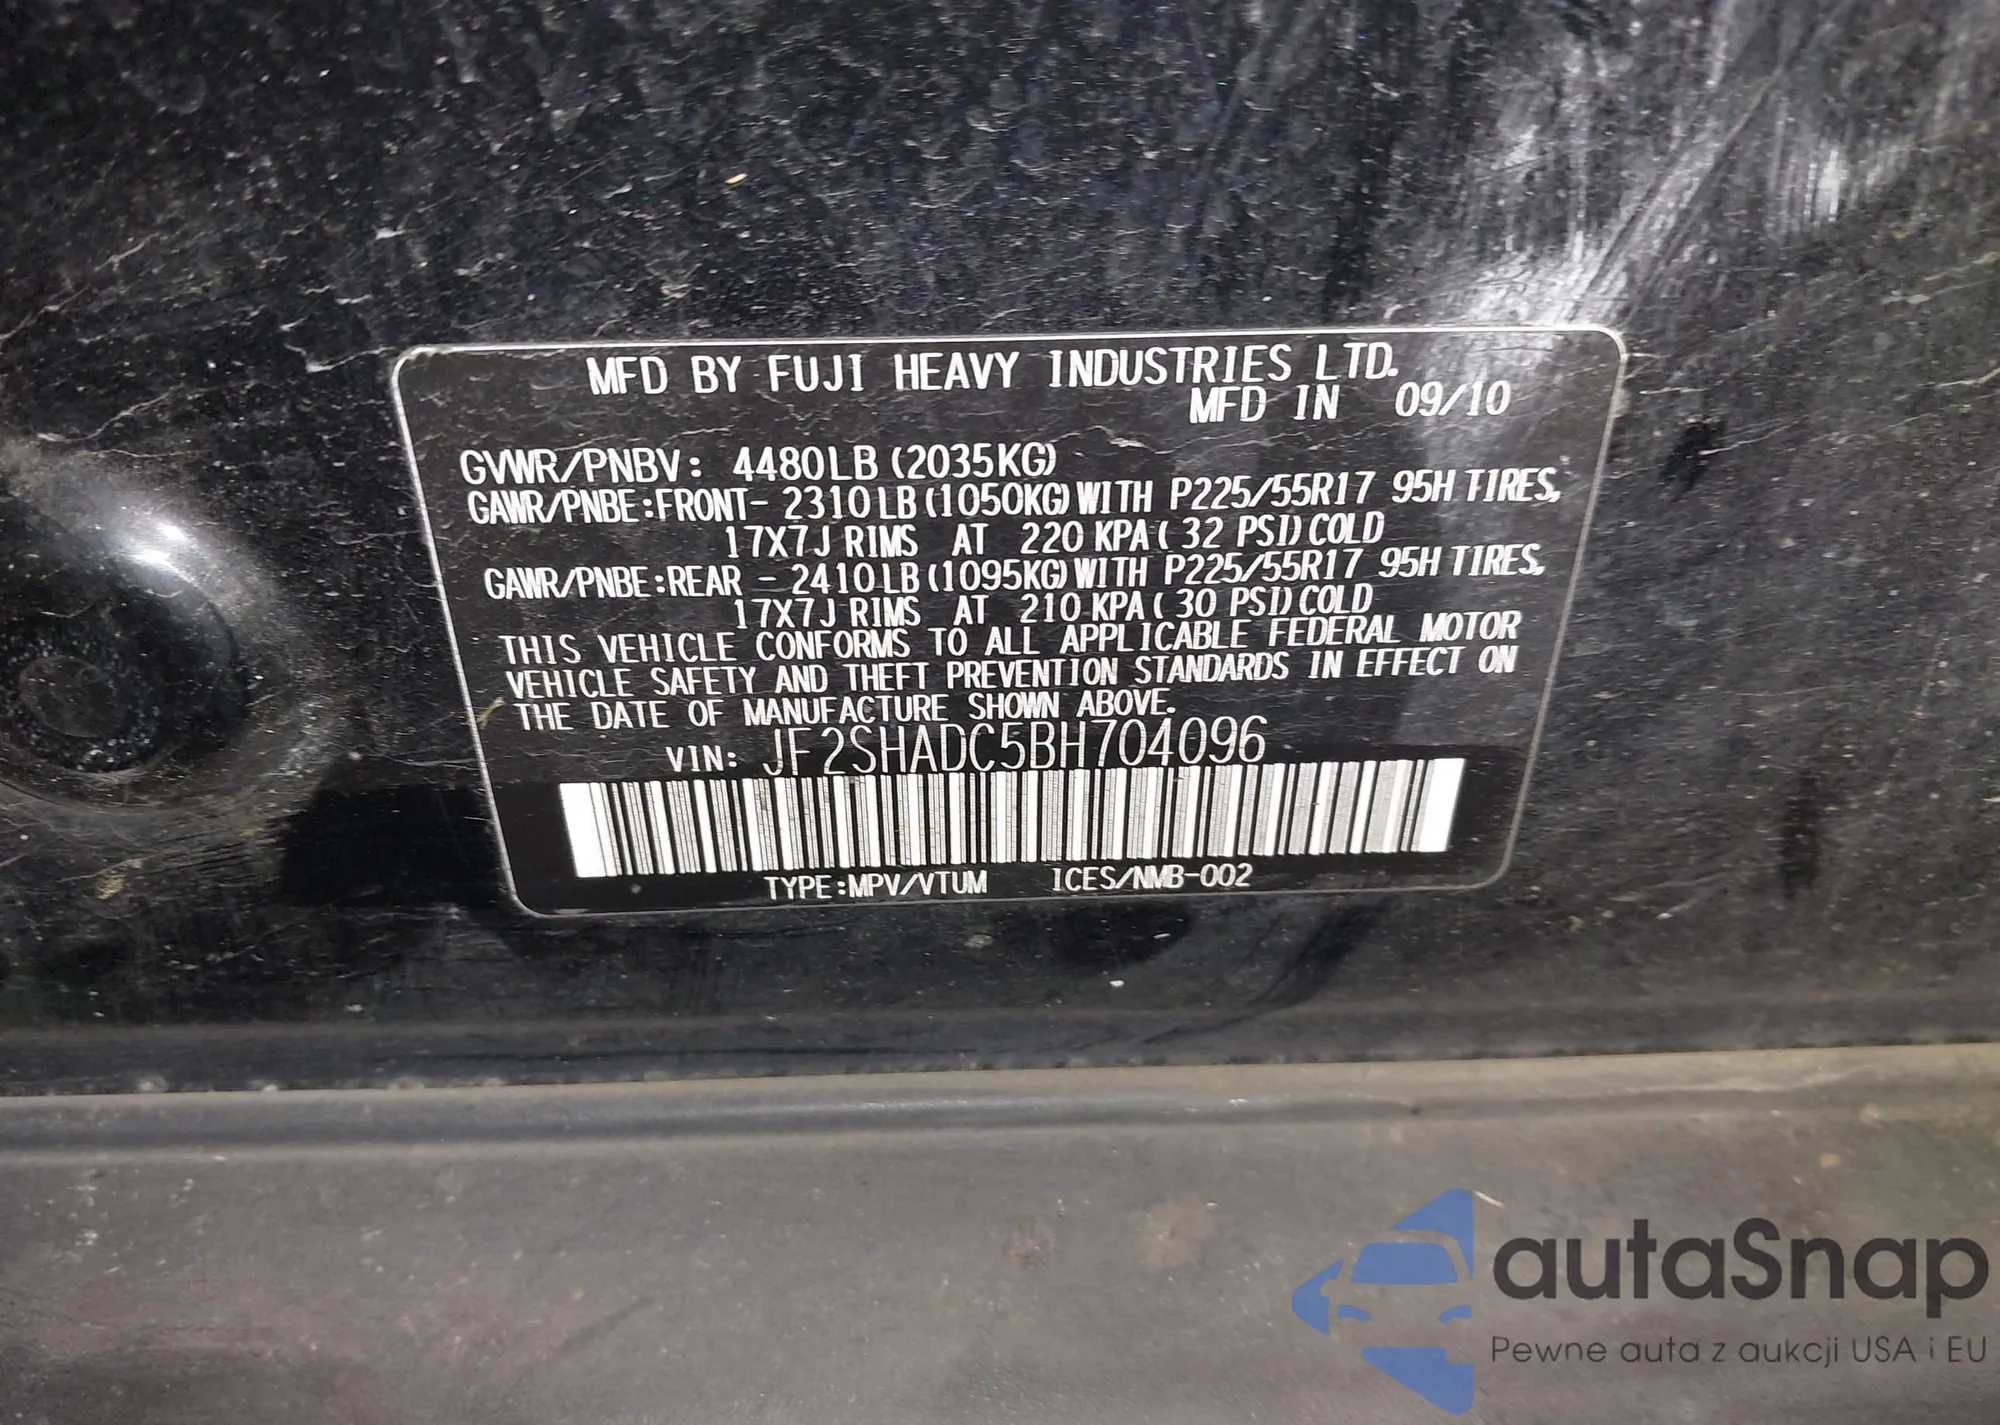 MFD BY FUJI HEAVY INDUSTRIES LTD.
MFD IN 09/10
GVWR/PNBV: 4480LB (2035KG)
GAWR/PNBE:FRONT- 2310LB (1050KG) WITH P225/55R17 95H TIRES,
17X7J RIMS AT 220 KPA ( 32 PSI) COLD
GAWR/PNBE:REAR - 2410LB (1095KG) WITH P225/55R17 95H TIRES,
17X7J RIMS AT 210 KPA ( 30 PSI) COLD
THIS VEHICLE CONFORMS TO ALL APPLICABLE FEDERAL MOTOR
VEHICLE SAFETY AND THEFT PREVENTION STANDARDS IN EFFECT ON
THE DATE OF MANUFACTURE SHOWN ABOVE.
VIN: JF2SHADC5BH704096
TYPE:MPV/VTUM ICES/NMB-002
autaSnap
Pewne auta z aukcji USA i EU